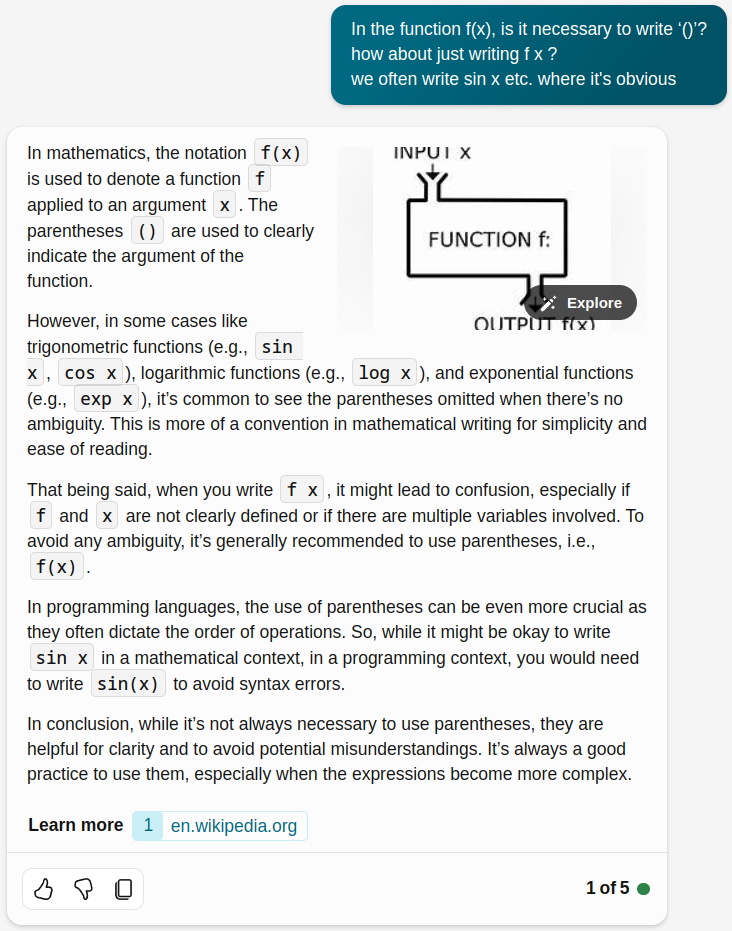 In the function f(x), is it necessary to write ‘()’?
how about just writing f x ?
we often write sin x etc. where it's obvious
In mathematics, the notation f(x)
is used to denote a function f
applied to an argument x . The
parentheses () are used to clearly
indicate the argument of the
function.
INPUT x
FUNCTION f:
Explore
OUTPUT f(x)
However, in some cases like
trigonometric functions (e.g., sin
x , cos x ), logarithmic functions (e.g., log x ), and exponential functions
(e.g., exp x ), it’s common to see the parentheses omitted when there’s no
ambiguity. This is more of a convention in mathematical writing for simplicity and
ease of reading.
That being said, when you write f x , it might lead to confusion, especially if
f and x are not clearly defined or if there are multiple variables involved. To
avoid any ambiguity, it’s generally recommended to use parentheses, i.e.,
f(x) .
In programming languages, the use of parentheses can be even more crucial as
they often dictate the order of operations. So, while it might be okay to write
sin x in a mathematical context, in a programming context, you would need
to write sin(x) to avoid syntax errors.
In conclusion, while it’s not always necessary to use parentheses, they are
helpful for clarity and to avoid potential misunderstandings. It’s always a good
practice to use them, especially when the expressions become more complex.
Learn more 1 en.wikipedia.org
1 of 5